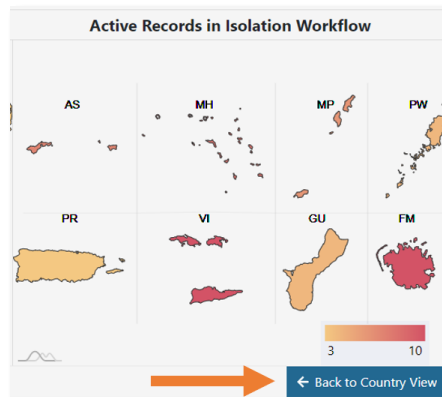 Active Records in Isolation Workflow
AS MH MP PW
PR VI GU FM
3 10
← Back to Country View